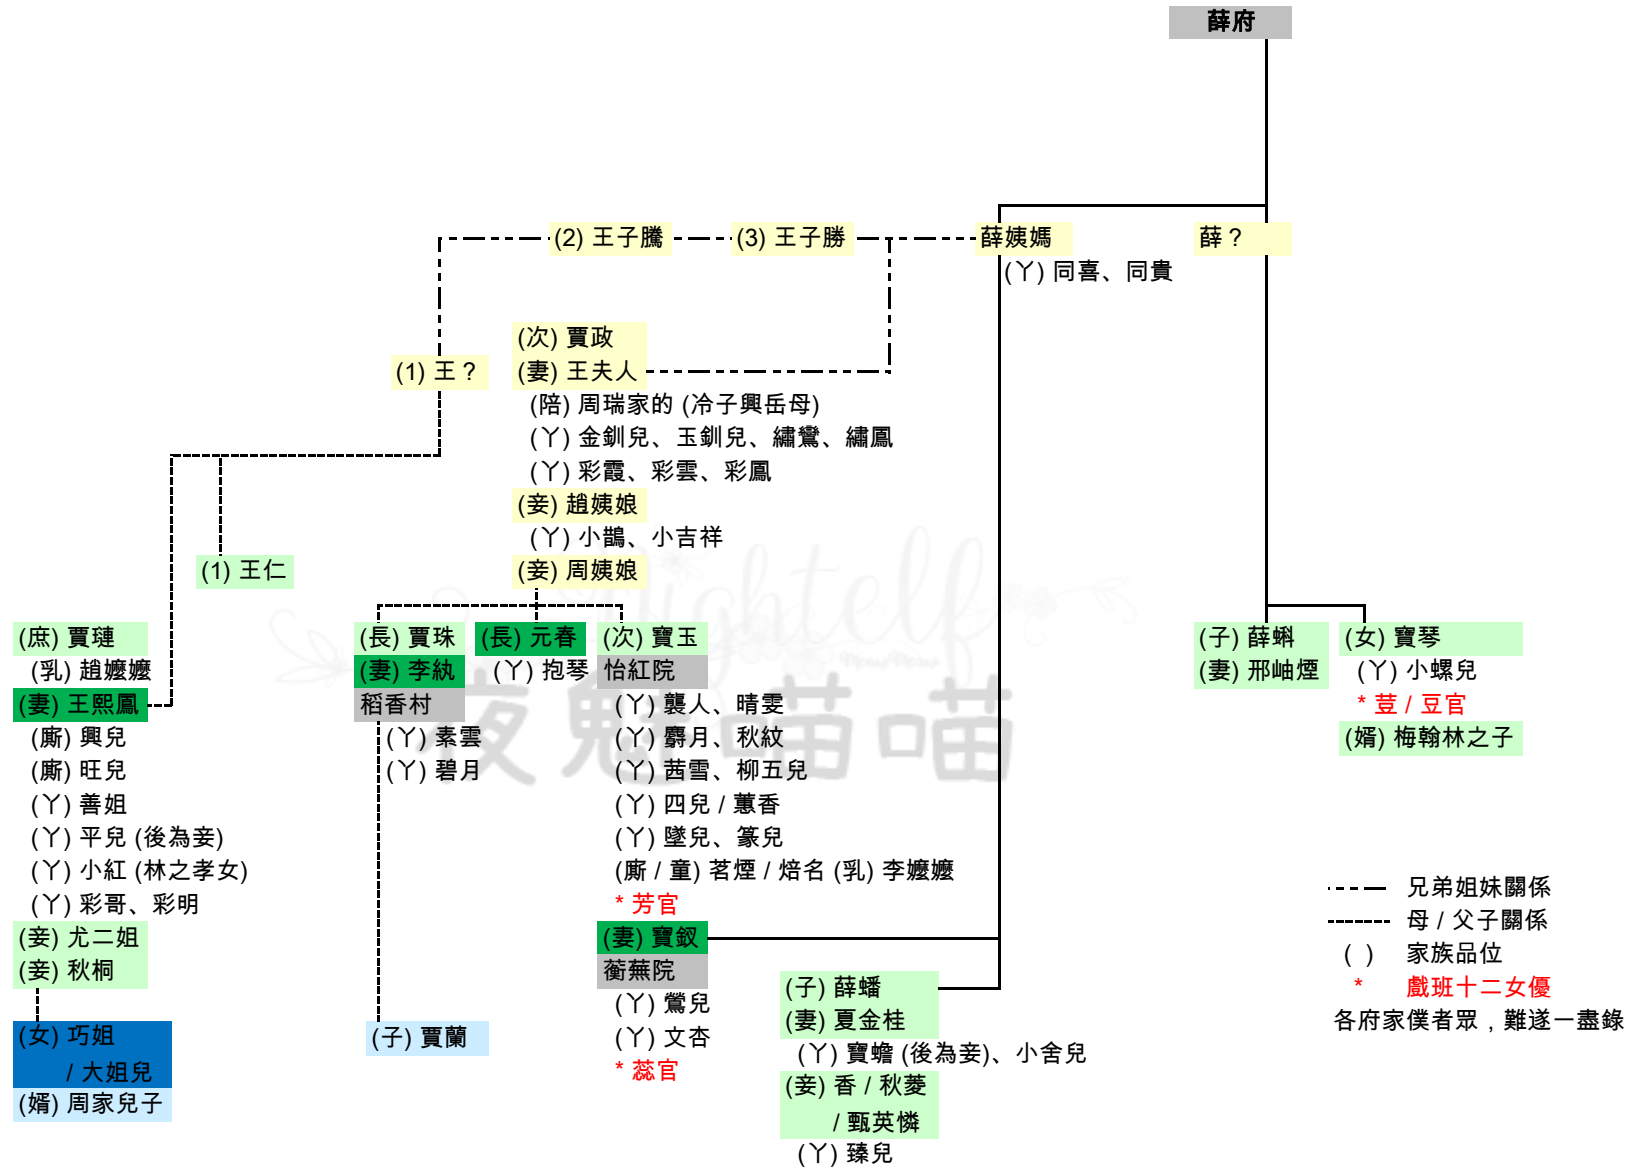 薛府
(2) 王子騰
(3) 王子勝
薛姨媽
薛？
(丫) 同喜、同貴
(次) 賈政
(1) 王？
(妻) 王夫人
(陪) 周瑞家的 (冷子興岳母)
(丫) 金釧兒、玉釧兒、繡鸞、繡鳳
(丫) 彩霞、彩雲、彩鳳
(妾) 趙姨娘
(丫) 小鵲、小吉祥
(妾) 周姨娘
(1) 王仁
(庶) 賈璉
(乳) 趙嬤嬤
(妻) 王熙鳳
(廝) 興兒
(廝) 旺兒
(丫) 善姐
(丫) 平兒 (後為妾)
(丫) 小紅 (林之孝女)
(丫) 彩哥、彩明
(妾) 尤二姐
(妾) 秋桐
(女) 巧姐
/ 大姐兒
(婿) 周家兒子
(長) 賈珠
(妻) 李紈
稻香村
(丫) 素雲
(丫) 碧月
(子) 賈蘭
(長) 元春
(丫) 抱琴
(次) 寶玉
怡紅院
(丫) 襲人、晴雯
(丫) 麝月、秋紋
(丫) 茜雪、柳五兒
(丫) 四兒 / 蕙香
(丫) 墜兒、篆兒
(廝 / 童) 茗煙 / 焙名 (乳) 李嬤嬤
* 芳官
(妻) 寶釵
蘅蕪院
(丫) 鶯兒
(丫) 文杏
* 蕊官
(子) 薛蟠
(妻) 夏金桂
(丫) 寶蟾 (後為妾)、小舍兒
(妾) 香 / 秋菱
/ 甄英憐
(丫) 臻兒
(子) 薛蝌
(妻) 邢岫煙
(女) 寶琴
(丫) 小螺兒
* 荳 / 豆官
(婿) 梅翰林之子
兄弟姐妹關係
母 / 父子關係
( ) 家族品位
* 戲班十二女優
各府家僕者眾，難遂一盡錄
Nightelf
MeowMeow
夜魅喵喵